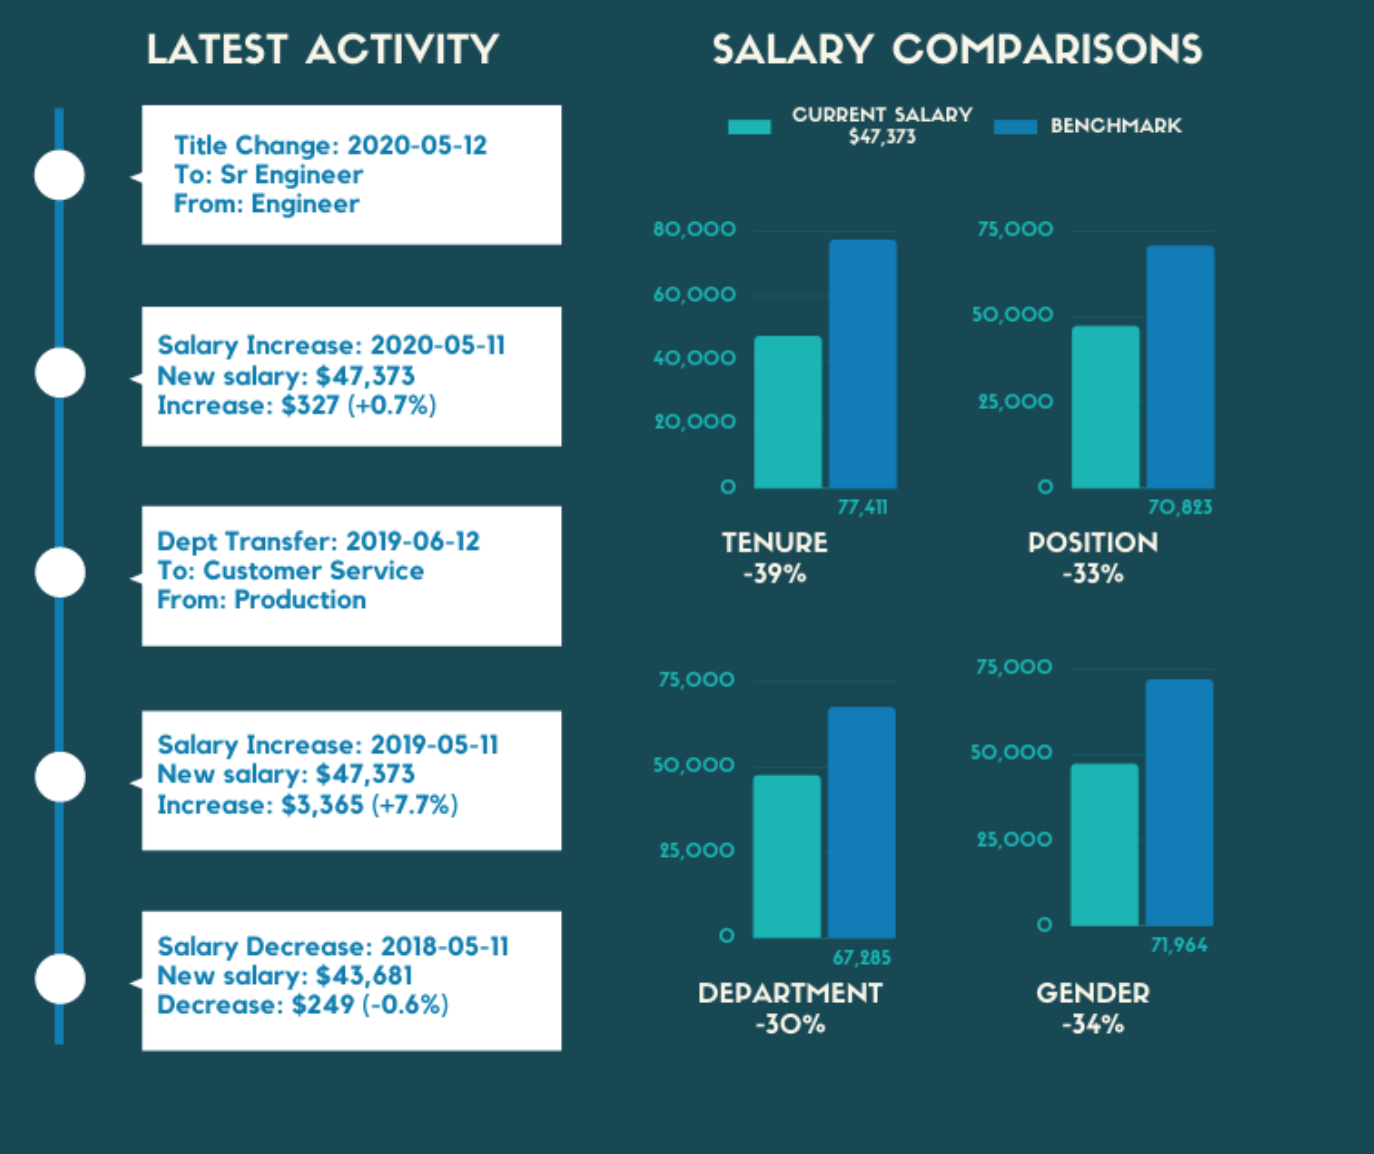 LATEST ACTIVITY
Title Change: 2020-05-12
To: Sr Engineer
From: Engineer
Salary Increase: 2020-05-11
New salary: $47,373
Increase: $327 (+0.7%)
Dept Transfer: 2019-06-12
To: Customer Service
From: Production
Salary Increase: 2019-05-11
New salary: $47,373
Increase: $3,365 (+7.7%)
Salary Decrease: 2018-05-11
New salary: $43,681
Decrease: $249 (-0.6%)
SALARY COMPARISONS
CURRENT SALARY
$47,373
BENCHMARK
80,000
60,000
40,000
20,000
0
77,411
TENURE
-39%
75,000
50,000
25,000
0
70,823
POSITION
-33%
75,000
50,000
25,000
0
67,285
DEPARTMENT
-30%
75,000
50,000
25,000
0
71,964
GENDER
-34%